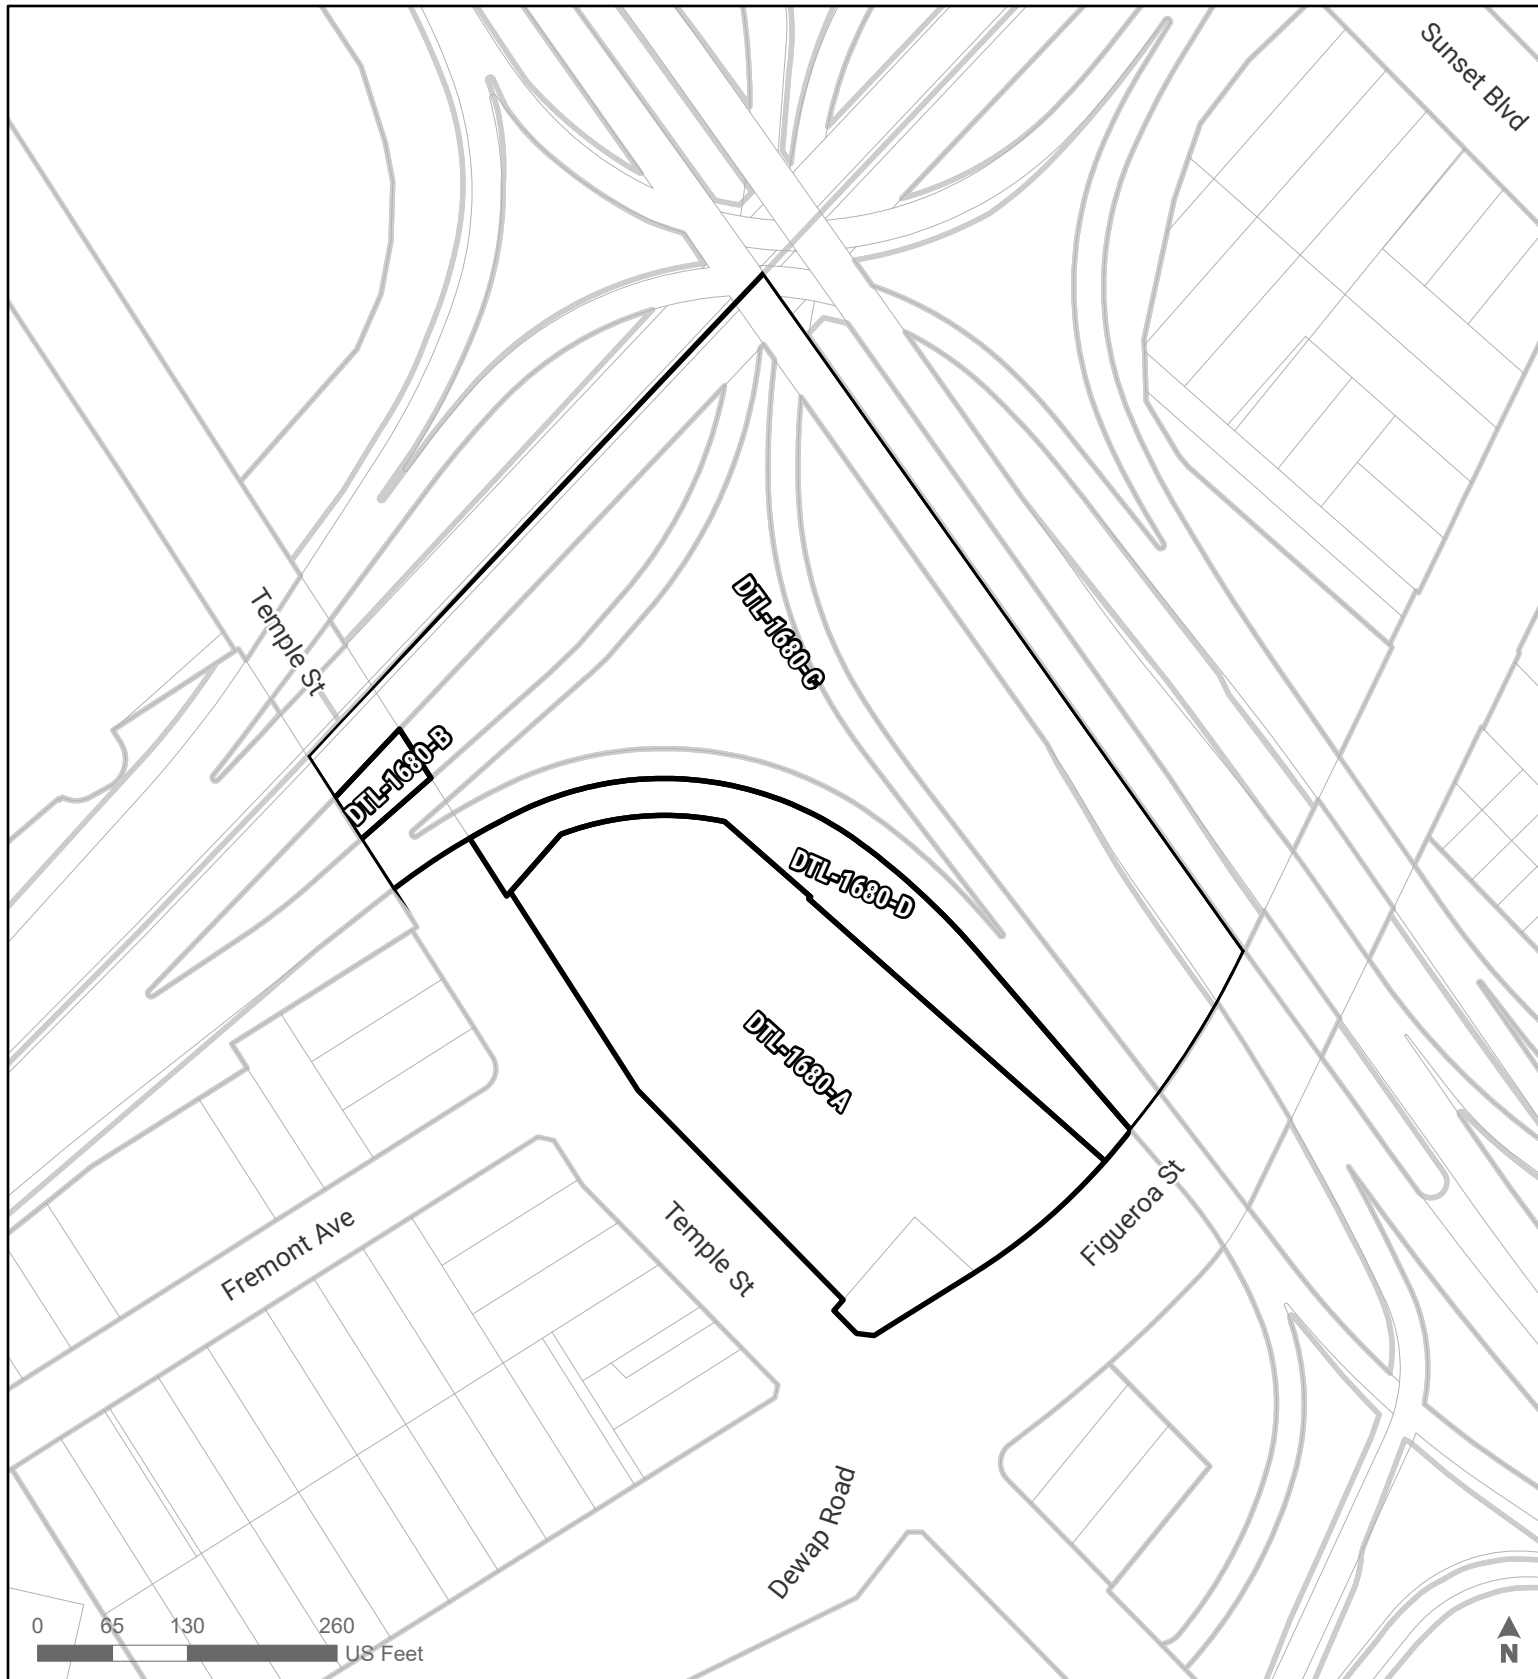 Sunset Blvd
DTL-1680-C
Temple St
DTL-1680-B
DTL-1680-D
DTL-1680-A
Figueroa St
Fremont Ave
Temple St
Dewap Road
0 65 130 260
US Feet
N